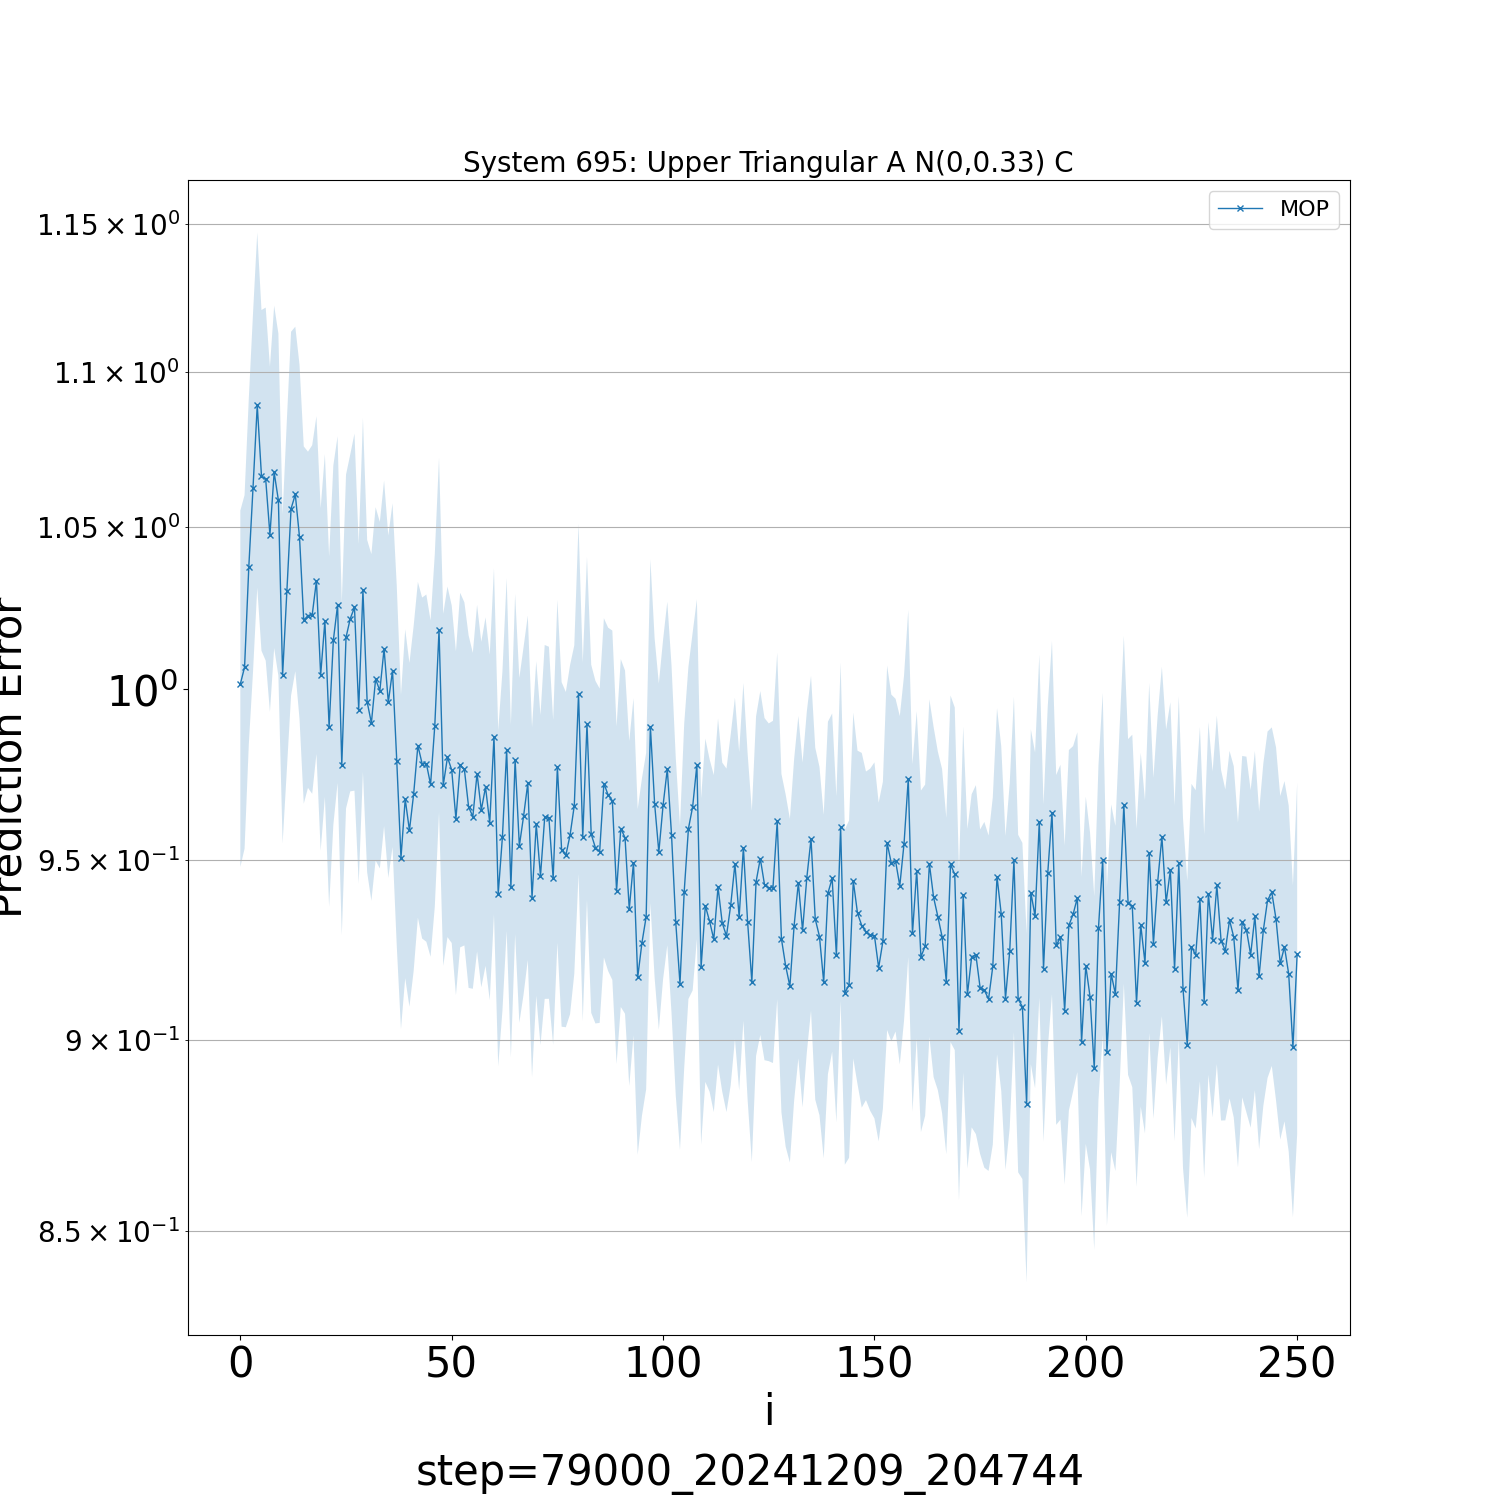 System 695: Upper Triangular A N(0,0.33) C
MOP
1.15 × 10⁰
1.1 × 10⁰
1.05 × 10⁰
10⁰
9.5 × 10⁻¹
9 × 10⁻¹
8.5 × 10⁻¹
Prediction Error
0 50 100 150 200 250
i
step=79000_20241209_204744